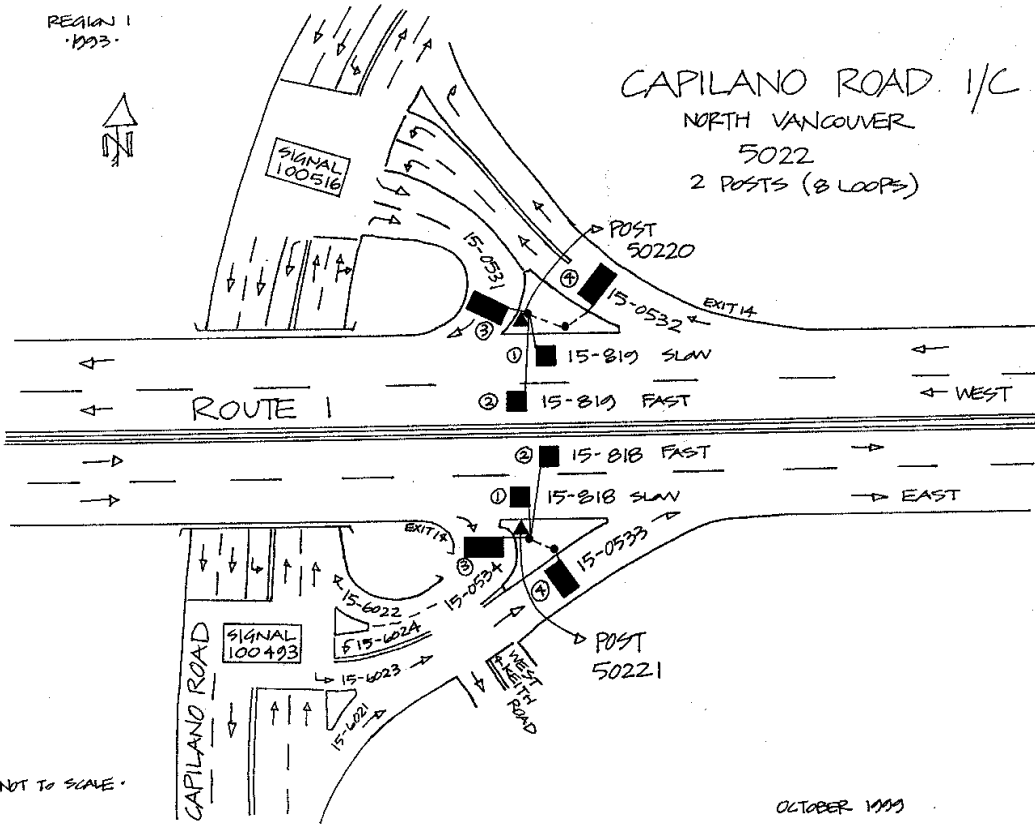 REGION 1
·1993·
N
CAPILANO ROAD I/C
NORTH VANCOUVER
5022
2 POSTS (8 LOOPS)
SIGNAL
100516
POST
50220
15-0531
④
15-0532
EXIT 14
③
① 15-819 SLOW
② 15-819 FAST
WEST
ROUTE 1
② 15-818 FAST
① 15-818 SLOW
EAST
EXIT 14
③
15-0534
④
15-0533
15-6022
15-6024
15-6023
15-6021
SIGNAL
100493
POST
50221
WEST
KEITH
ROAD
CAPILANO ROAD
NOT TO SCALE ·
OCTOBER 1999